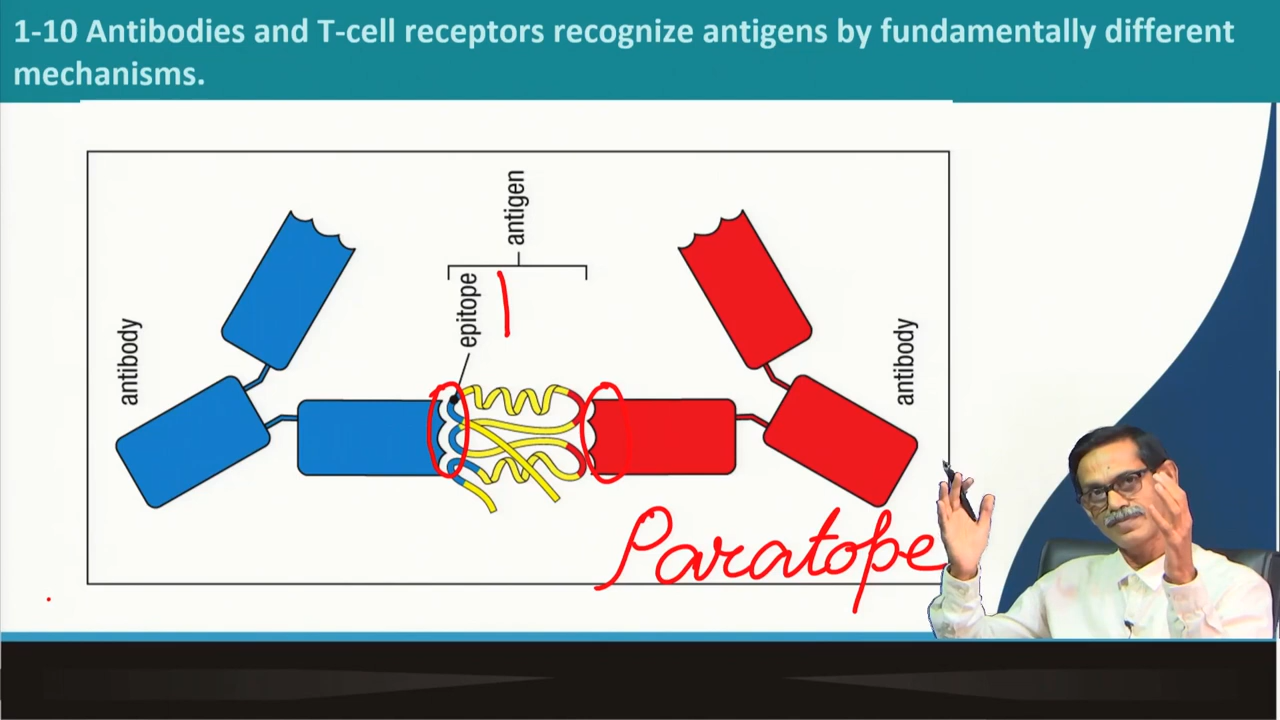 1-10 Antibodies and T-cell receptors recognize antigens by fundamentally different
mechanisms.
antigen
epitope
antibody
antibody
Paratope